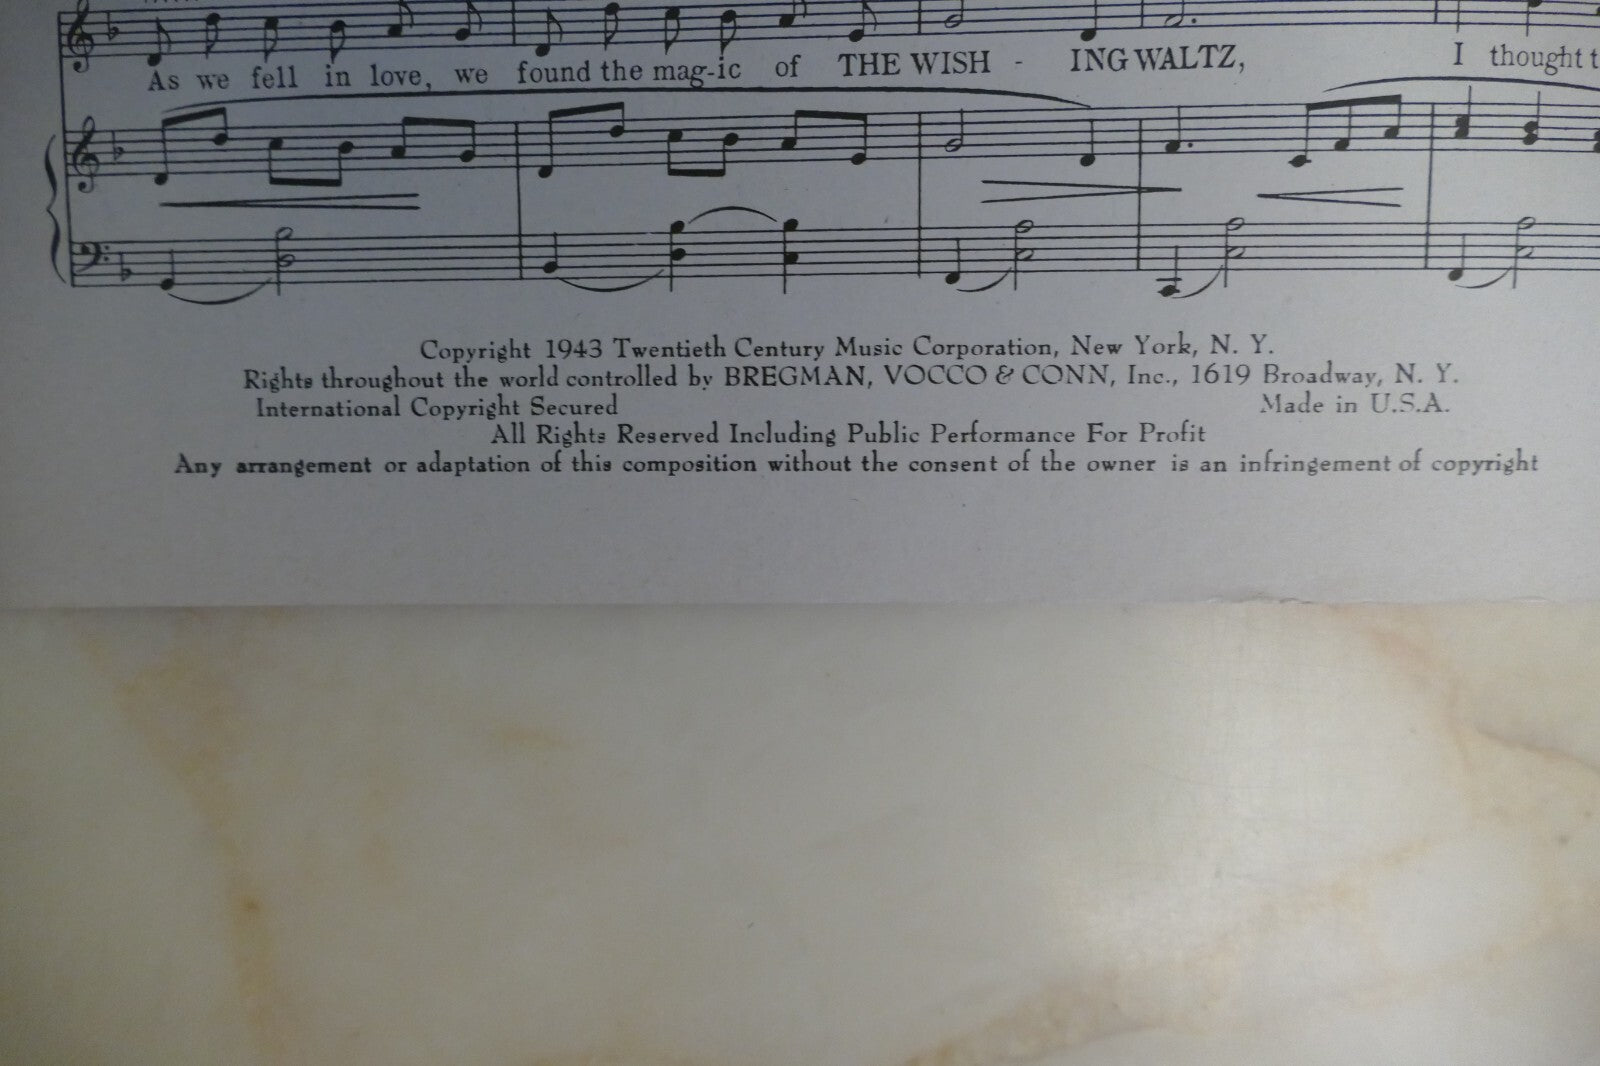 As we fell in love, we found the mag-ic of THE WISH - ING WALTZ, I thought
Copyright 1943 Twentieth Century Music Corporation, New York, N. Y.
Rights throughout the world controlled by BREGMAN, VOCCO & CONN, Inc., 1619 Broadway, N. Y.
International Copyright Secured Made in U.S.A.
All Rights Reserved Including Public Performance For Profit
Any arrangement or adaptation of this composition without the consent of the owner is an infringement of copyright